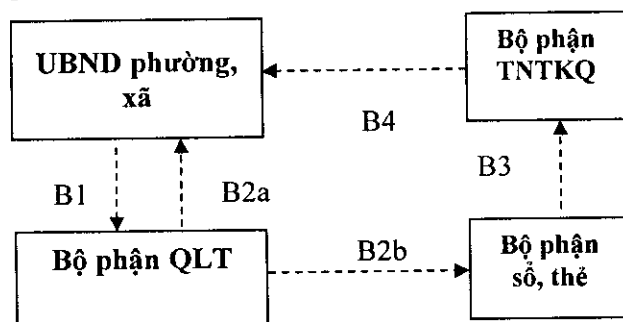 UBND phường,
xã
Bộ phận
TNTKQ
B4
B1
B2a
B3
Bộ phận QLT
B2b
Bộ phận
sổ, thẻ